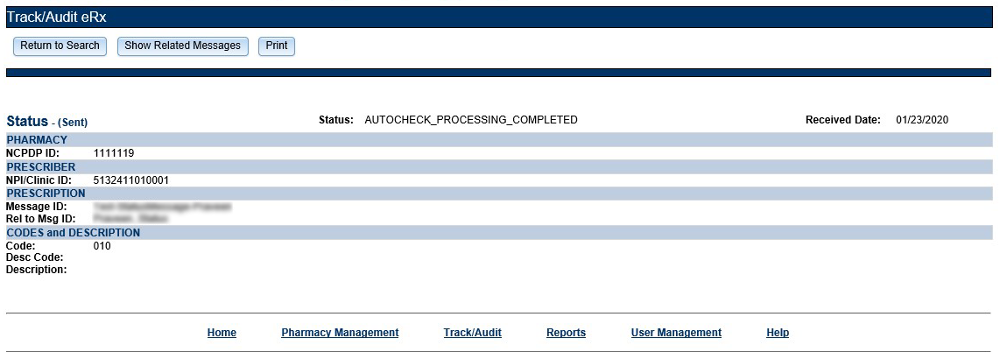 Track/Audit eRx
Return to Search Show Related Messages Print
Status - (Sent) Status: AUTOCHECK_PROCESSING_COMPLETED Received Date: 01/23/2020
PHARMACY
NCPDP ID: 1111119
PRESCRIBER
NPI/Clinic ID: 5132411010001
PRESCRIPTION
Message ID:
Rel to Msg ID:
CODES and DESCRIPTION
Code: 010
Desc Code:
Description:
Home Pharmacy Management Track/Audit Reports User Management Help